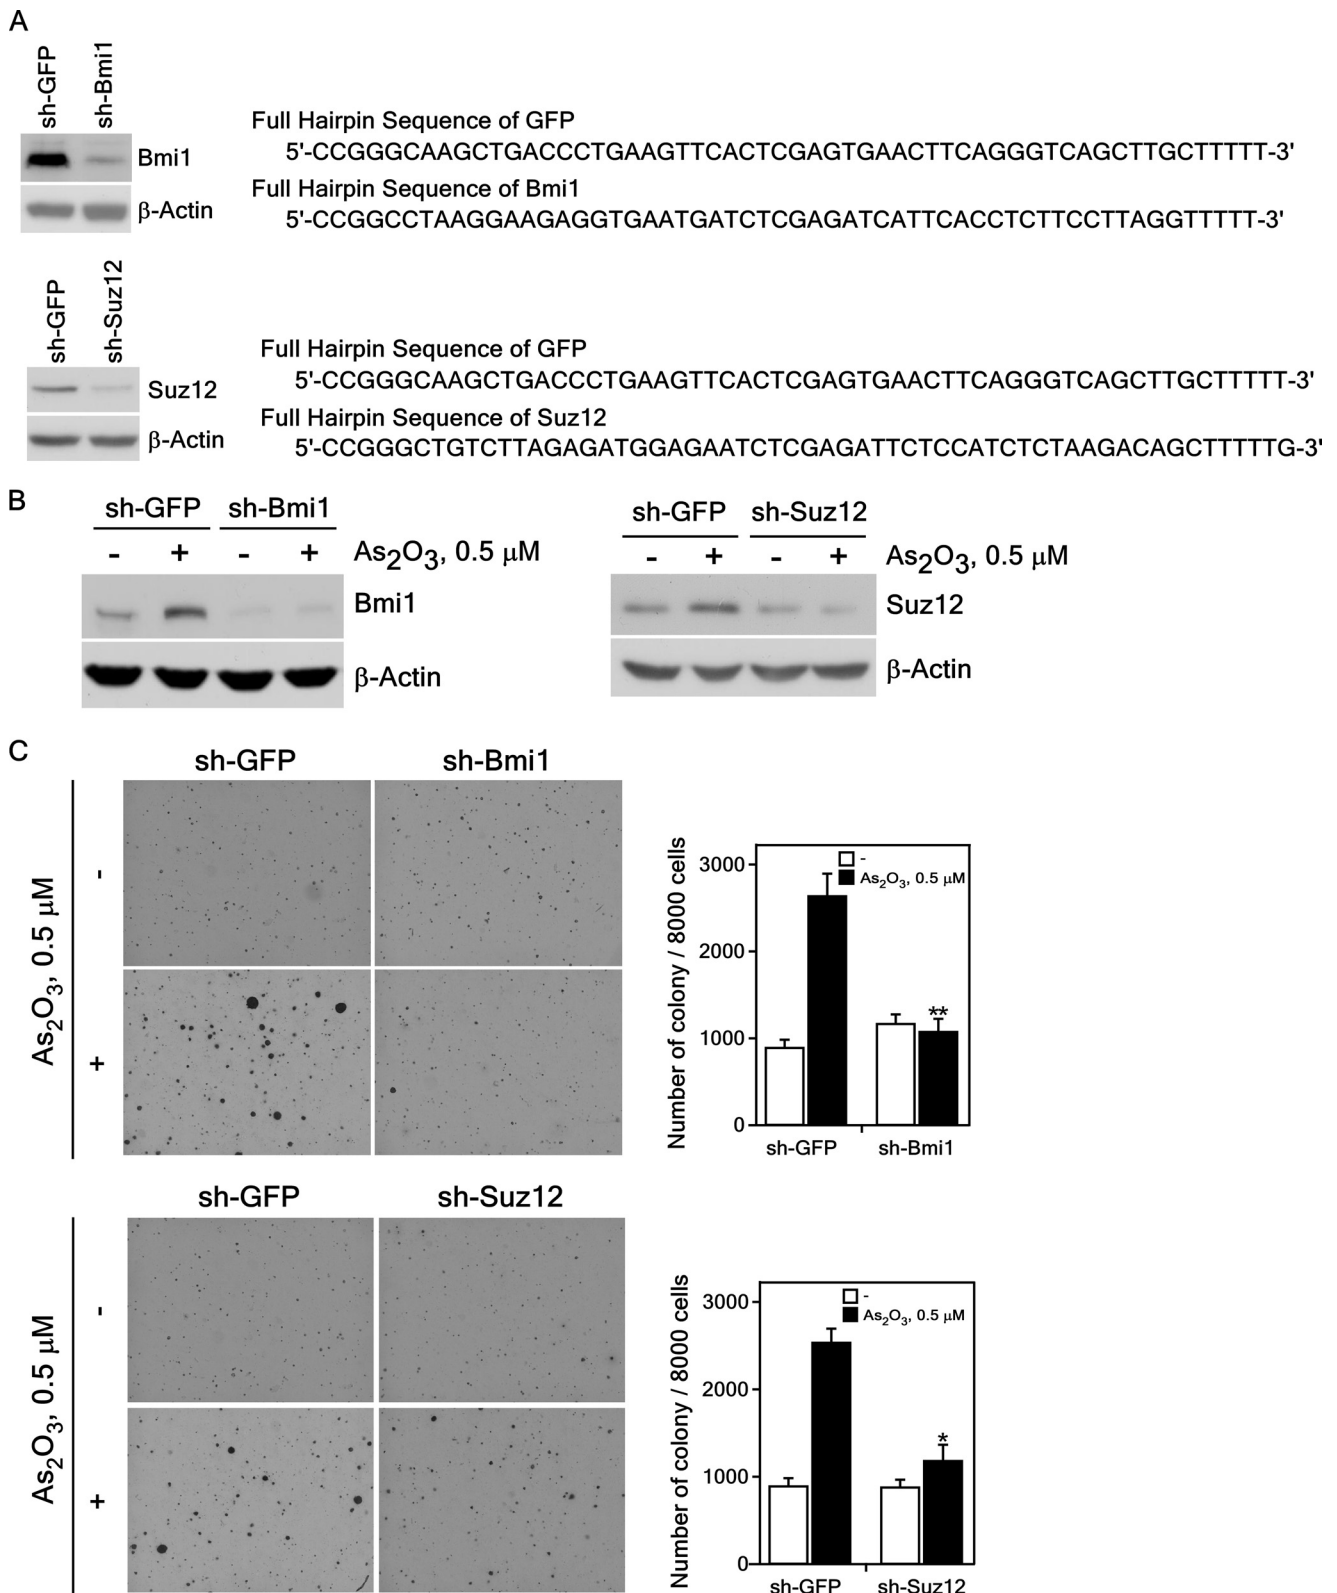 A
sh-GFP
sh-Bmi1
Bmi1
β-Actin
Full Hairpin Sequence of GFP
5'-CCGGGCAAGCTGACCCTGAAGTTCACTCGAGTGAACTTCAGGGTCAGCTTGCTTTTT-3'
Full Hairpin Sequence of Bmi1
5'-CCGGCCTAAGGAAGAGGTGAATGATCTCGAGATCATTCACCTCTTCCTTAGGTTTTT-3'
sh-GFP
sh-Suz12
Suz12
β-Actin
Full Hairpin Sequence of GFP
5'-CCGGGCAAGCTGACCCTGAAGTTCACTCGAGTGAACTTCAGGGTCAGCTTGCTTTTT-3'
Full Hairpin Sequence of Suz12
5'-CCGGGCTGTCTTAGAGATGGAGAATCTCGAGATTCTCCATCTCTAAGACAGCTTTTTG-3'
B
sh-GFP sh-Bmi1
- + - + As₂O₃, 0.5 μM
Bmi1
β-Actin
sh-GFP sh-Suz12
- + - + As₂O₃, 0.5 μM
Suz12
β-Actin
C
sh-GFP sh-Bmi1
As₂O₃, 0.5 μM
-
+
Number of colony / 8000 cells
3000
2000
1000
0
-
As₂O₃, 0.5 μM
**
sh-GFP sh-Bmi1
sh-GFP sh-Suz12
As₂O₃, 0.5 μM
-
+
Number of colony / 8000 cells
3000
2000
1000
0
-
As₂O₃, 0.5 μM
*
sh-GFP sh-Suz12